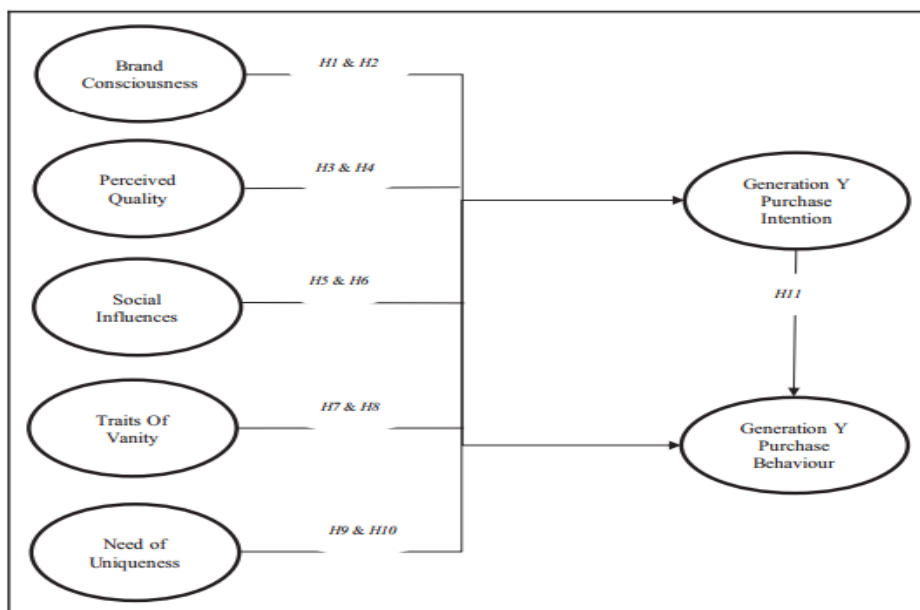 Brand
Consciousness
H1 & H2
Perceived
Quality
H3 & H4
Generation Y
Purchase
Intention
Social
Influences
H5 & H6
H11
Traits Of
Vanity
H7 & H8
Generation Y
Purchase
Behaviour
Need of
Uniqueness
H9 & H10